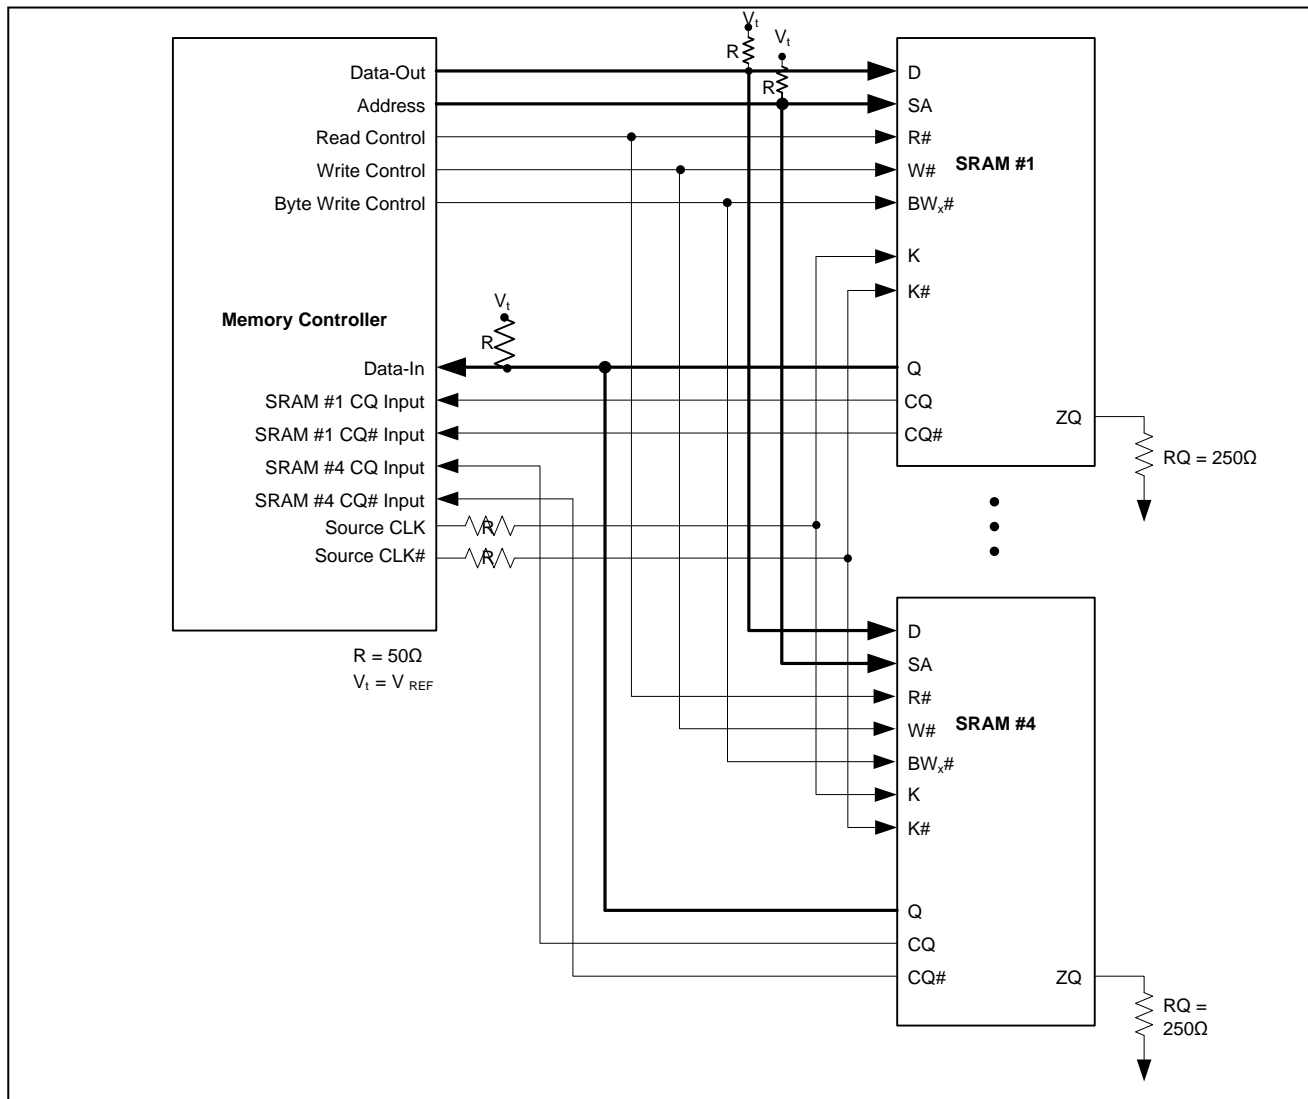 Vt
Vt
R
R
Data-Out
Address
Read Control
Write Control
Byte Write Control
Memory Controller
Vt
R
Data-In
SRAM #1 CQ Input
SRAM #1 CQ# Input
SRAM #4 CQ Input
SRAM #4 CQ# Input
Source CLK
R
Source CLK#
R
R = 50Ω
Vt = V REF
D
SA
R#
W#
BWx#
SRAM #1
K
K#
Q
CQ
CQ#
ZQ
RQ = 250Ω
D
SA
R#
W#
BWx#
SRAM #4
K
K#
Q
CQ
CQ#
ZQ
RQ =
250Ω